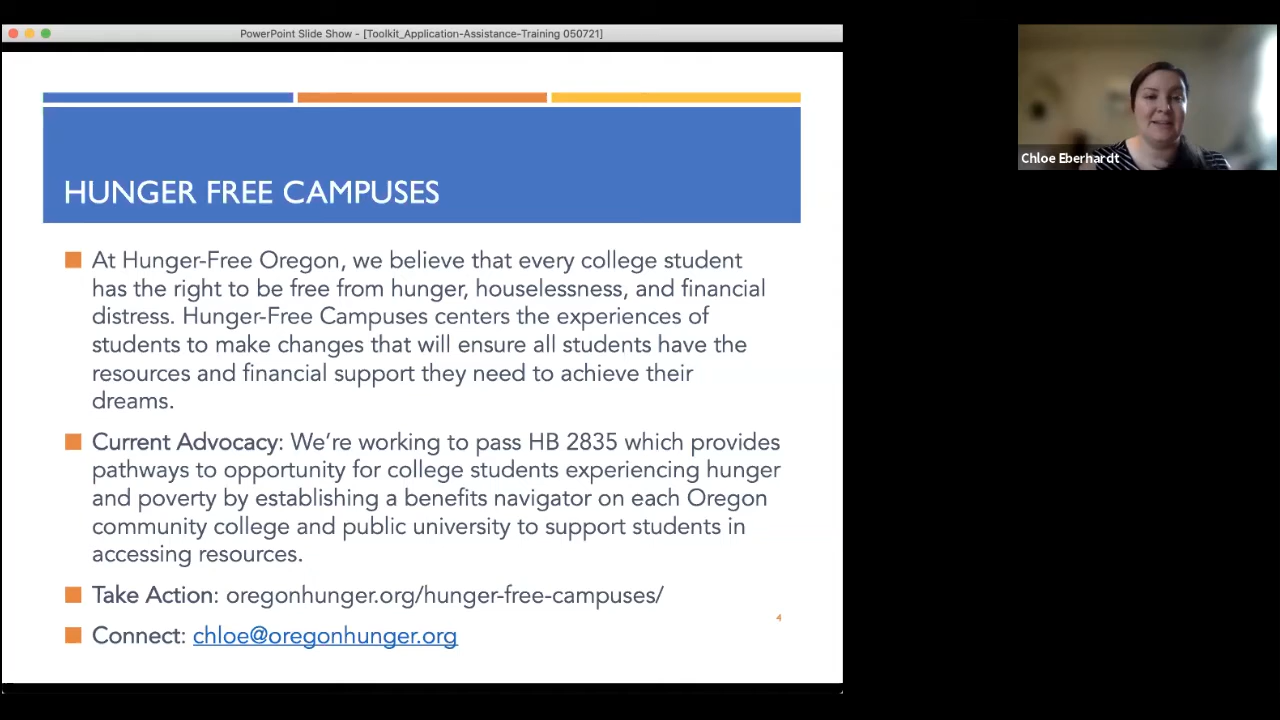 PowerPoint Slide Show - [Toolkit_Application-Assistance-Training 050721]
Chloe Eberhardt
HUNGER FREE CAMPUSES
At Hunger-Free Oregon, we believe that every college student
has the right to be free from hunger, houselessness, and financial
distress. Hunger-Free Campuses centers the experiences of
students to make changes that will ensure all students have the
resources and financial support they need to achieve their
dreams.
Current Advocacy: We’re working to pass HB 2835 which provides
pathways to opportunity for college students experiencing hunger
and poverty by establishing a benefits navigator on each Oregon
community college and public university to support students in
accessing resources.
Take Action: oregonhunger.org/hunger-free-campuses/
4
Connect: chloe@oregonhunger.org